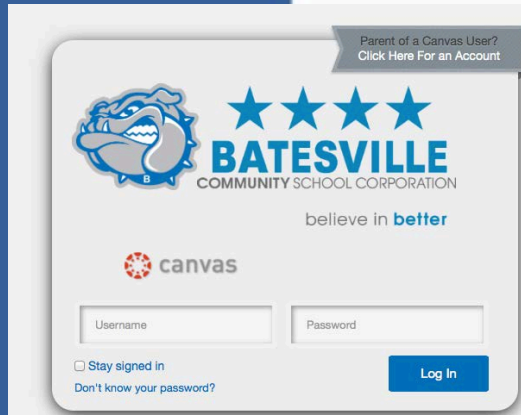 Parent of a Canvas User?
Click Here For an Account
BATESVILLE
COMMUNITY SCHOOL CORPORATION
believe in better
B
canvas
Username
Password
Stay signed in
Log In
Don't know your password?